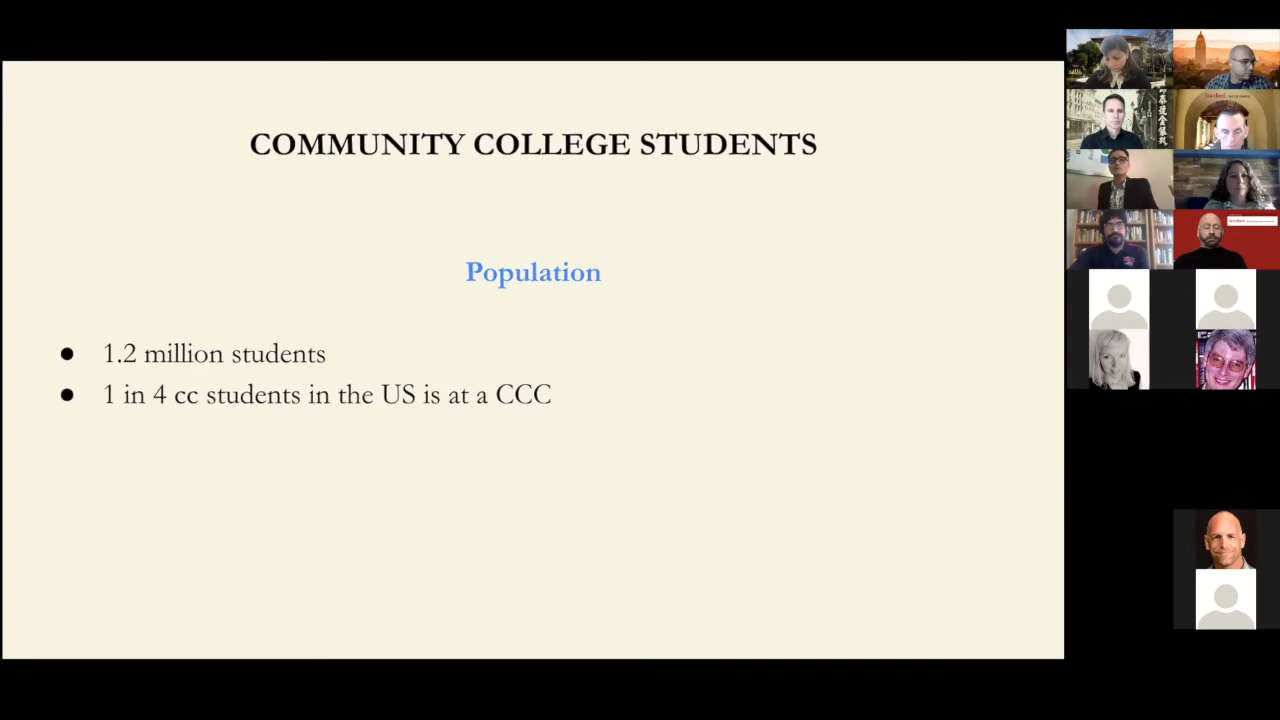 COMMUNITY COLLEGE STUDENTS
Population
● 1.2 million students
● 1 in 4 cc students in the US is at a CCC